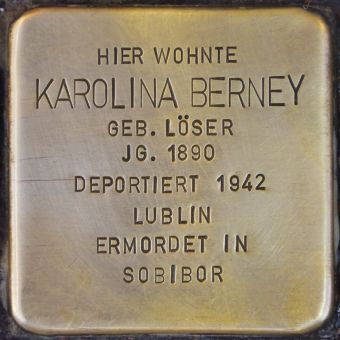 HIER WOHNTE
KAROLINA BERNEY
GEB. LÖSER
JG. 1890
DEPORTIERT 1942
LUBLIN
ERMORDET IN
SOBIBOR